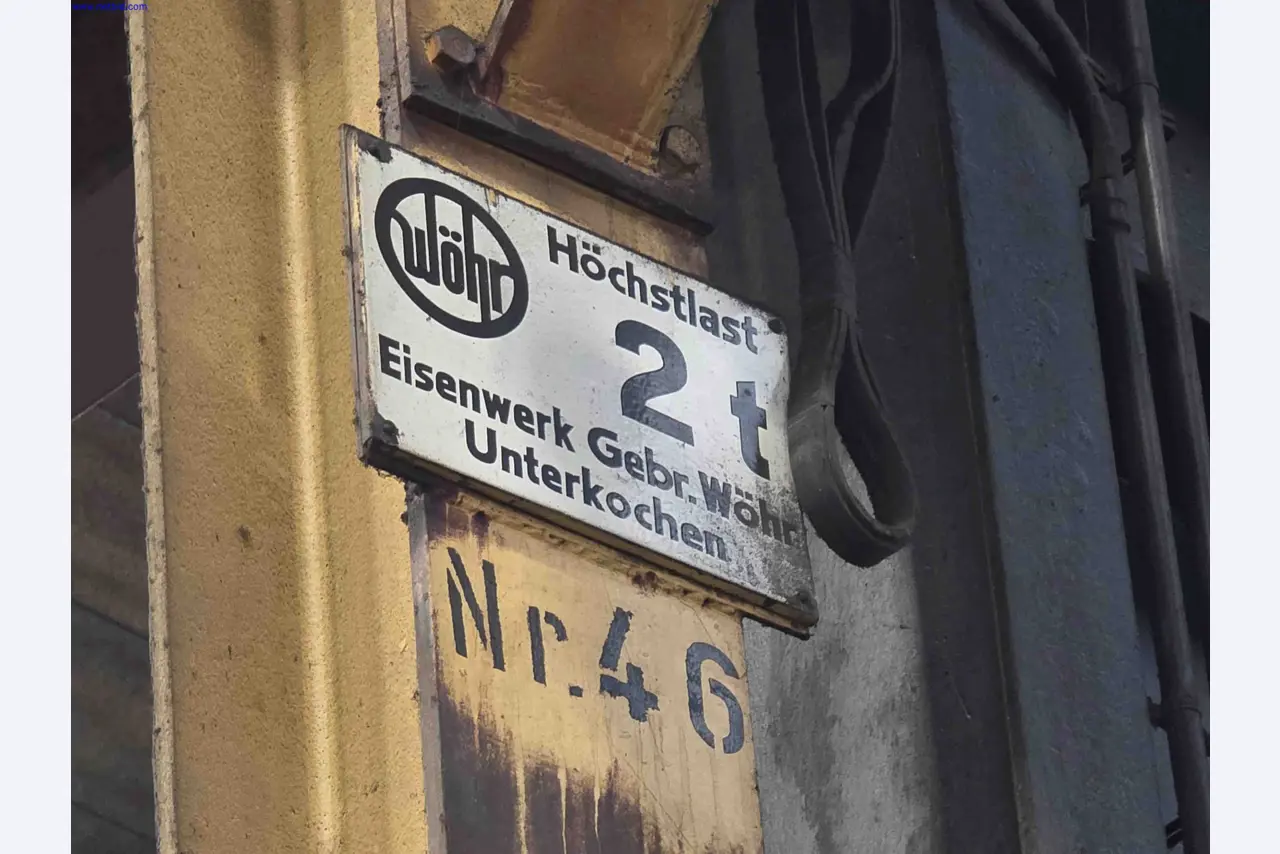 wöhr
Höchstlast
2 t
Eisenwerk Gebr. Wöhr
Unterkochen
Nr. 46